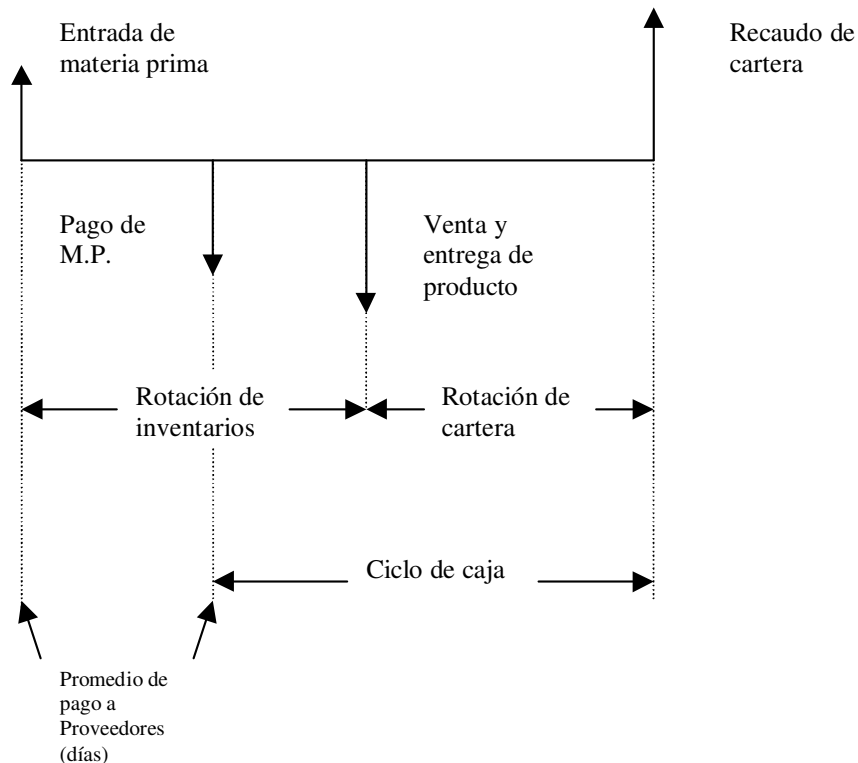 Entrada de
materia prima
Recaudo de
cartera
Pago de
M.P.
Venta y
entrega de
producto
Rotación de
inventarios
Rotación de
cartera
Ciclo de caja
Promedio de
pago a
Proveedores
(días)